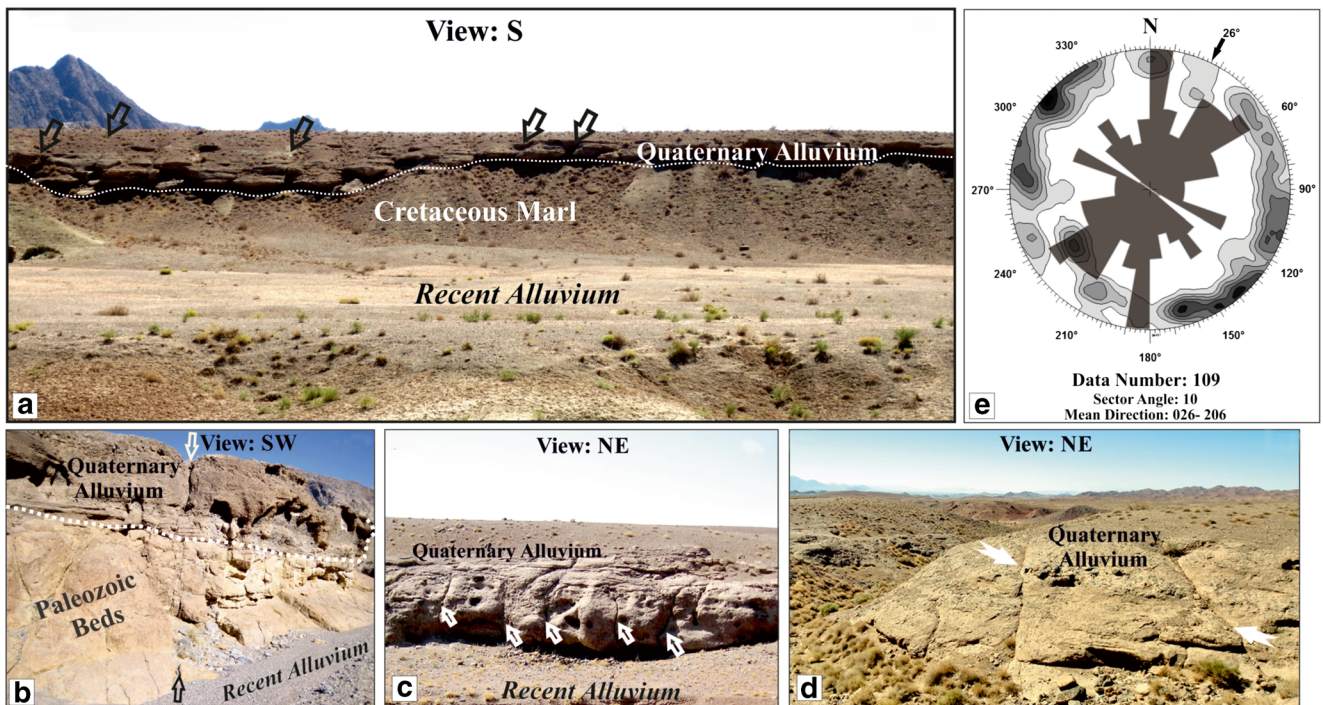 View: S
Quaternary Alluvium
Cretaceous Marl
Recent Alluvium
a
N
26°
330°
60°
300°
270°
90°
240°
120°
210°
150°
180°
Data Number: 109
Sector Angle: 10
Mean Direction: 026- 206
e
View: SW
Quaternary
Alluvium
Paleozoic
Beds
Recent Alluvium
b
View: NE
Quaternary Alluvium
Recent Alluvium
c
View: NE
Quaternary
Alluvium
d